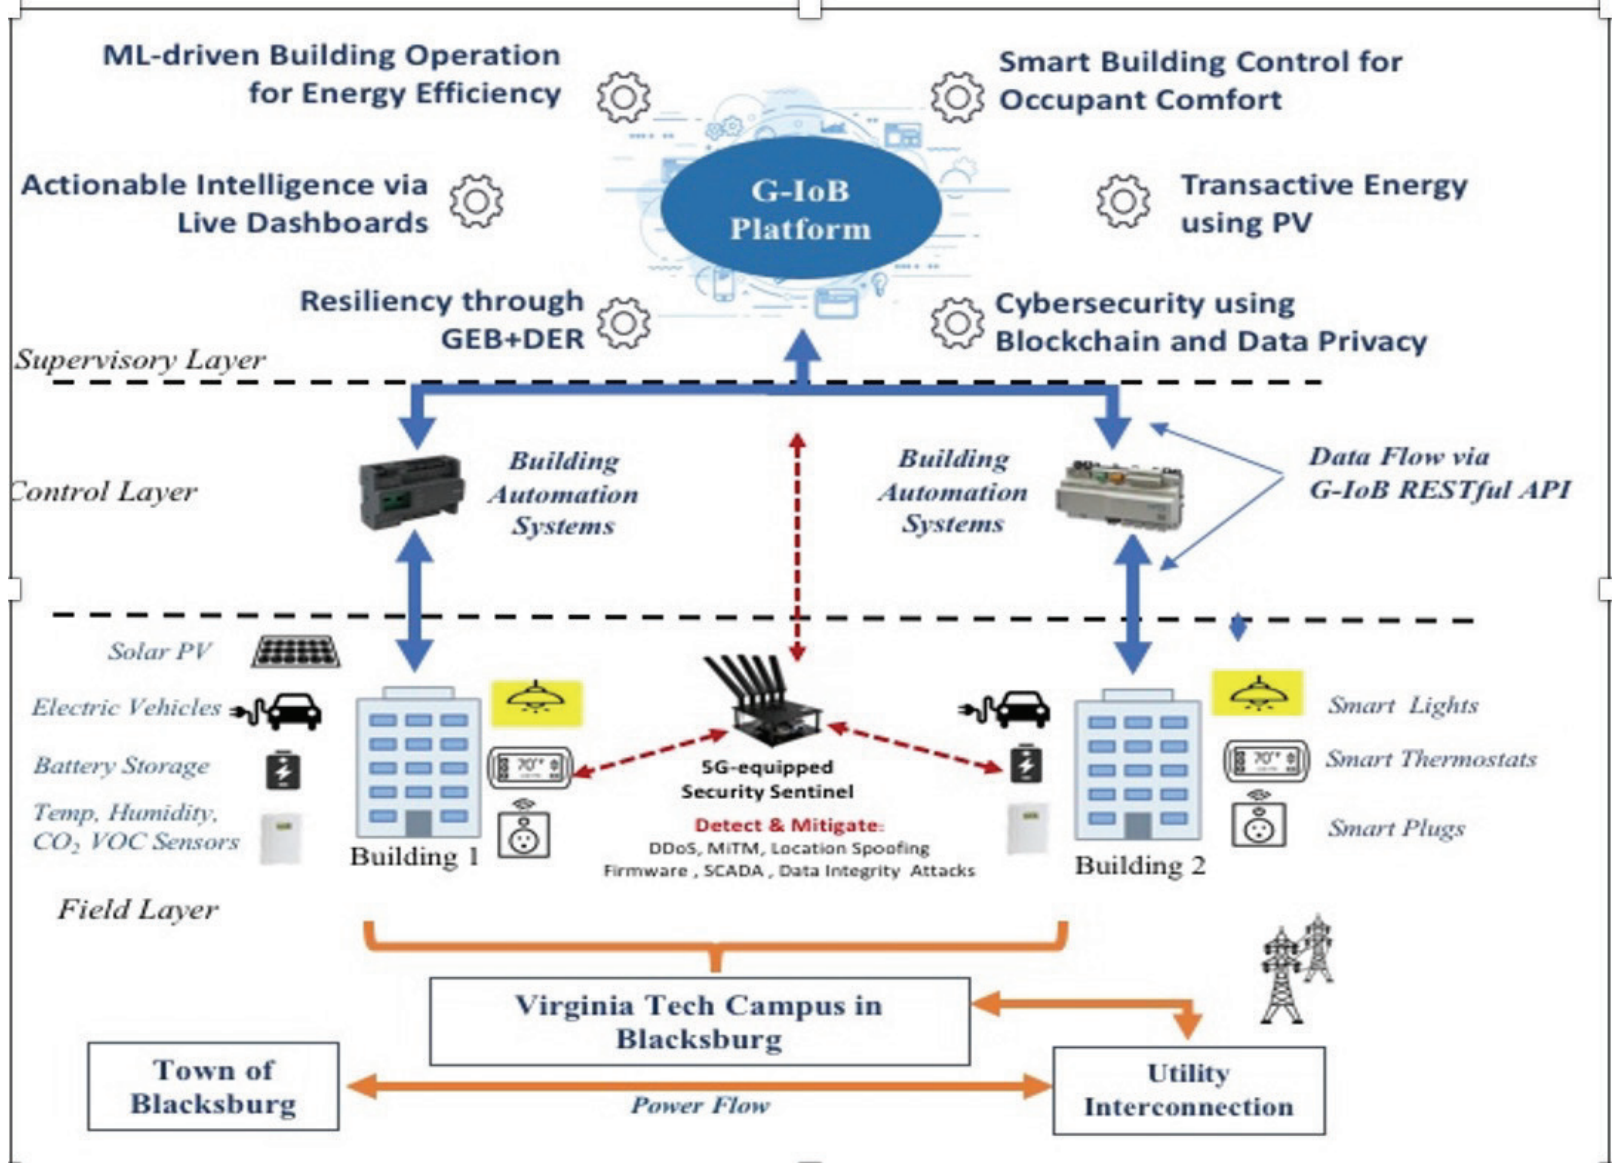 ML-driven Building Operation
for Energy Efficiency
Smart Building Control for
Occupant Comfort
Actionable Intelligence via
Live Dashboards
G-IoB
Platform
Transactive Energy
using PV
Resiliency through
GEB+DER
Cybersecurity using
Blockchain and Data Privacy
Supervisory Layer
Control Layer
Building
Automation
Systems
Building
Automation
Systems
Data Flow via
G-IoB RESTful API
Solar PV
Electric Vehicles
Battery Storage
Temp, Humidity,
CO₂ VOC Sensors
70°
Building 1
5G-equipped
Security Sentinel
Detect & Mitigate:
DDoS, MiTM, Location Spoofing
Firmware , SCADA , Data Integrity Attacks
Building 2
70°
Smart Lights
Smart Thermostats
Smart Plugs
Field Layer
Virginia Tech Campus in
Blacksburg
Town of
Blacksburg
Power Flow
Utility
Interconnection